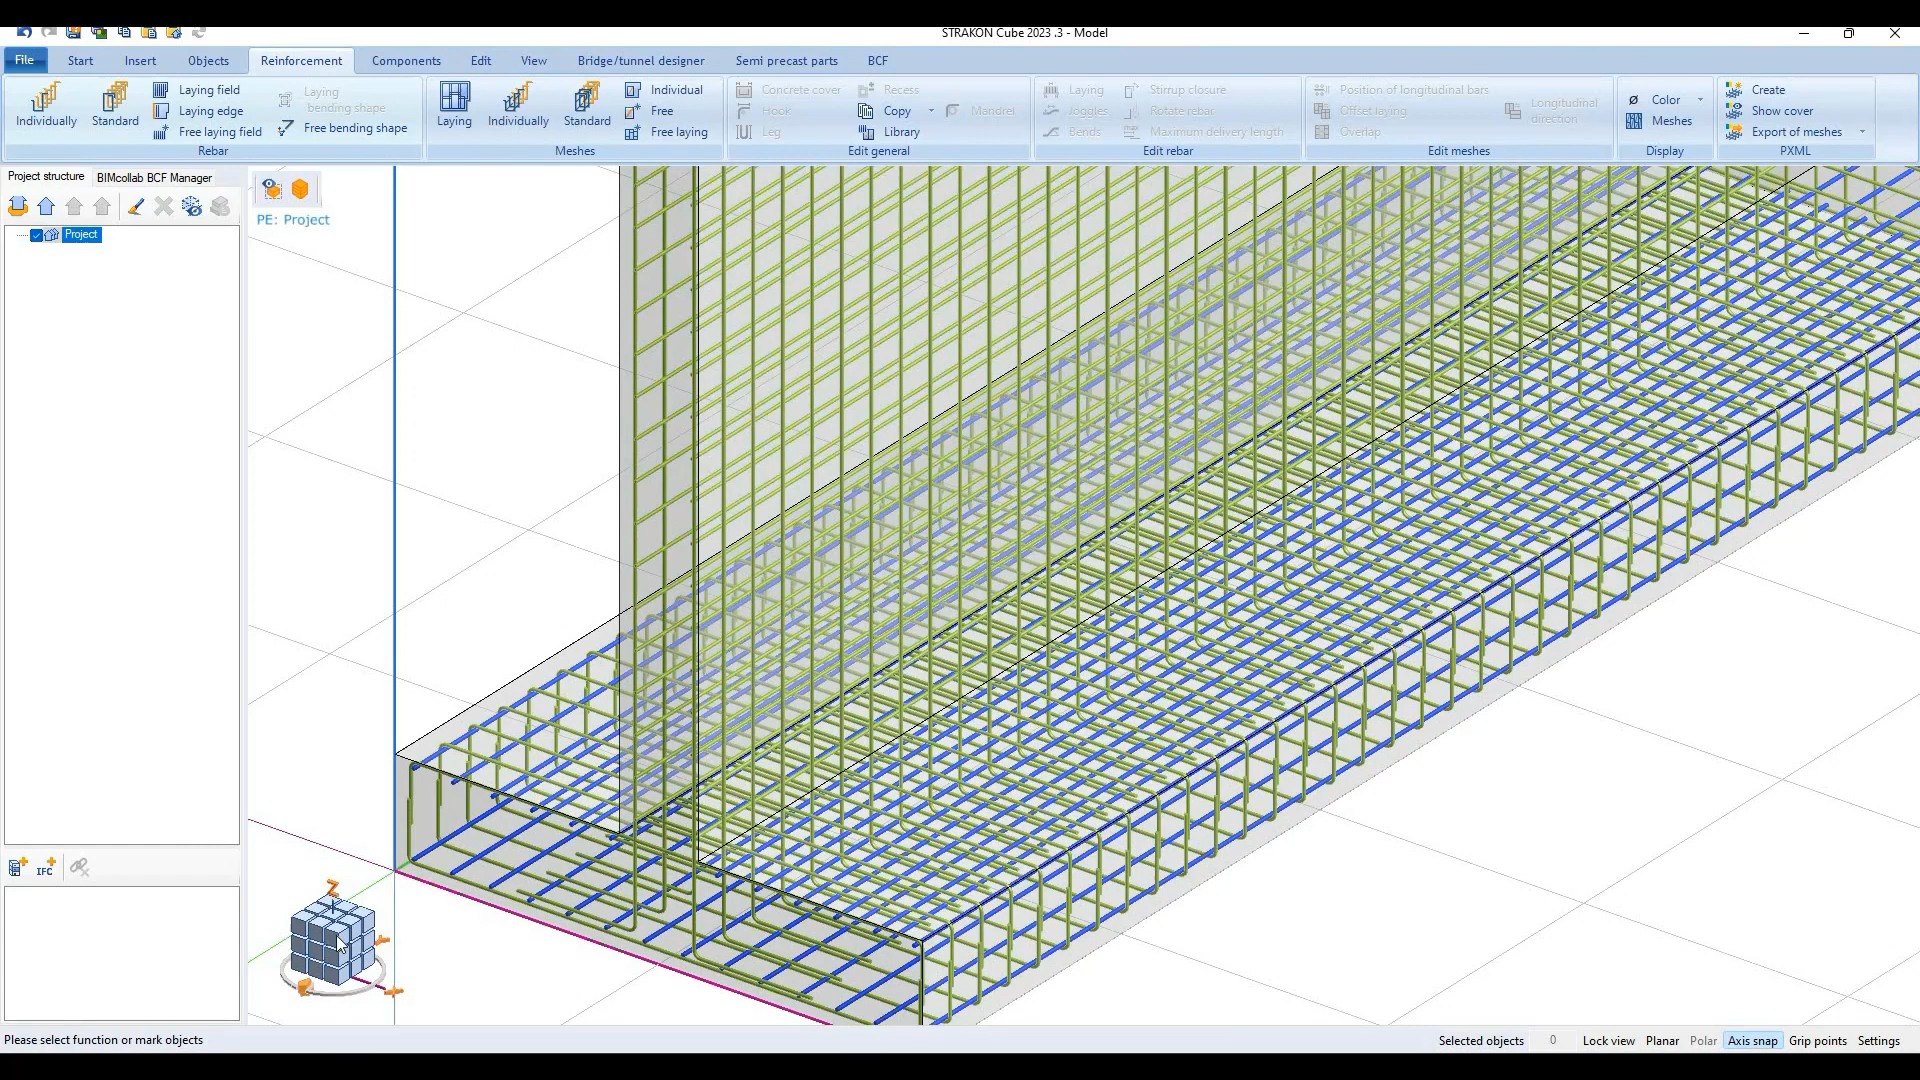 STRAKON Cube 2023 .3 - Model
File Start Insert Objects Reinforcement Components Edit View Bridge/tunnel designer Semi precast parts BCF
Individually
Standard
Laying field
Laying edge
Free laying field
Laying
bending shape
Free bending shape
Rebar
Laying
Individually
Standard
Individual
Free
Free laying
Meshes
Concrete cover
Hook
Leg
Recess
Copy
Library
Mandrel
Edit general
Laying
Joggles
Bends
Stirrup closure
Rotate rebar
Maximum delivery length
Edit rebar
Position of longitudinal bars
Offset laying
Overlap
Longitudinal
direction
Edit meshes
Color
Meshes
Display
Create
Show cover
Export of meshes
PXML
Project structure BIMcollab BCF Manager
PE: Project
Project
IFC
Z
Please select function or mark objects
Selected objects 0 Lock view Planar Polar Axis snap Grip points Settings